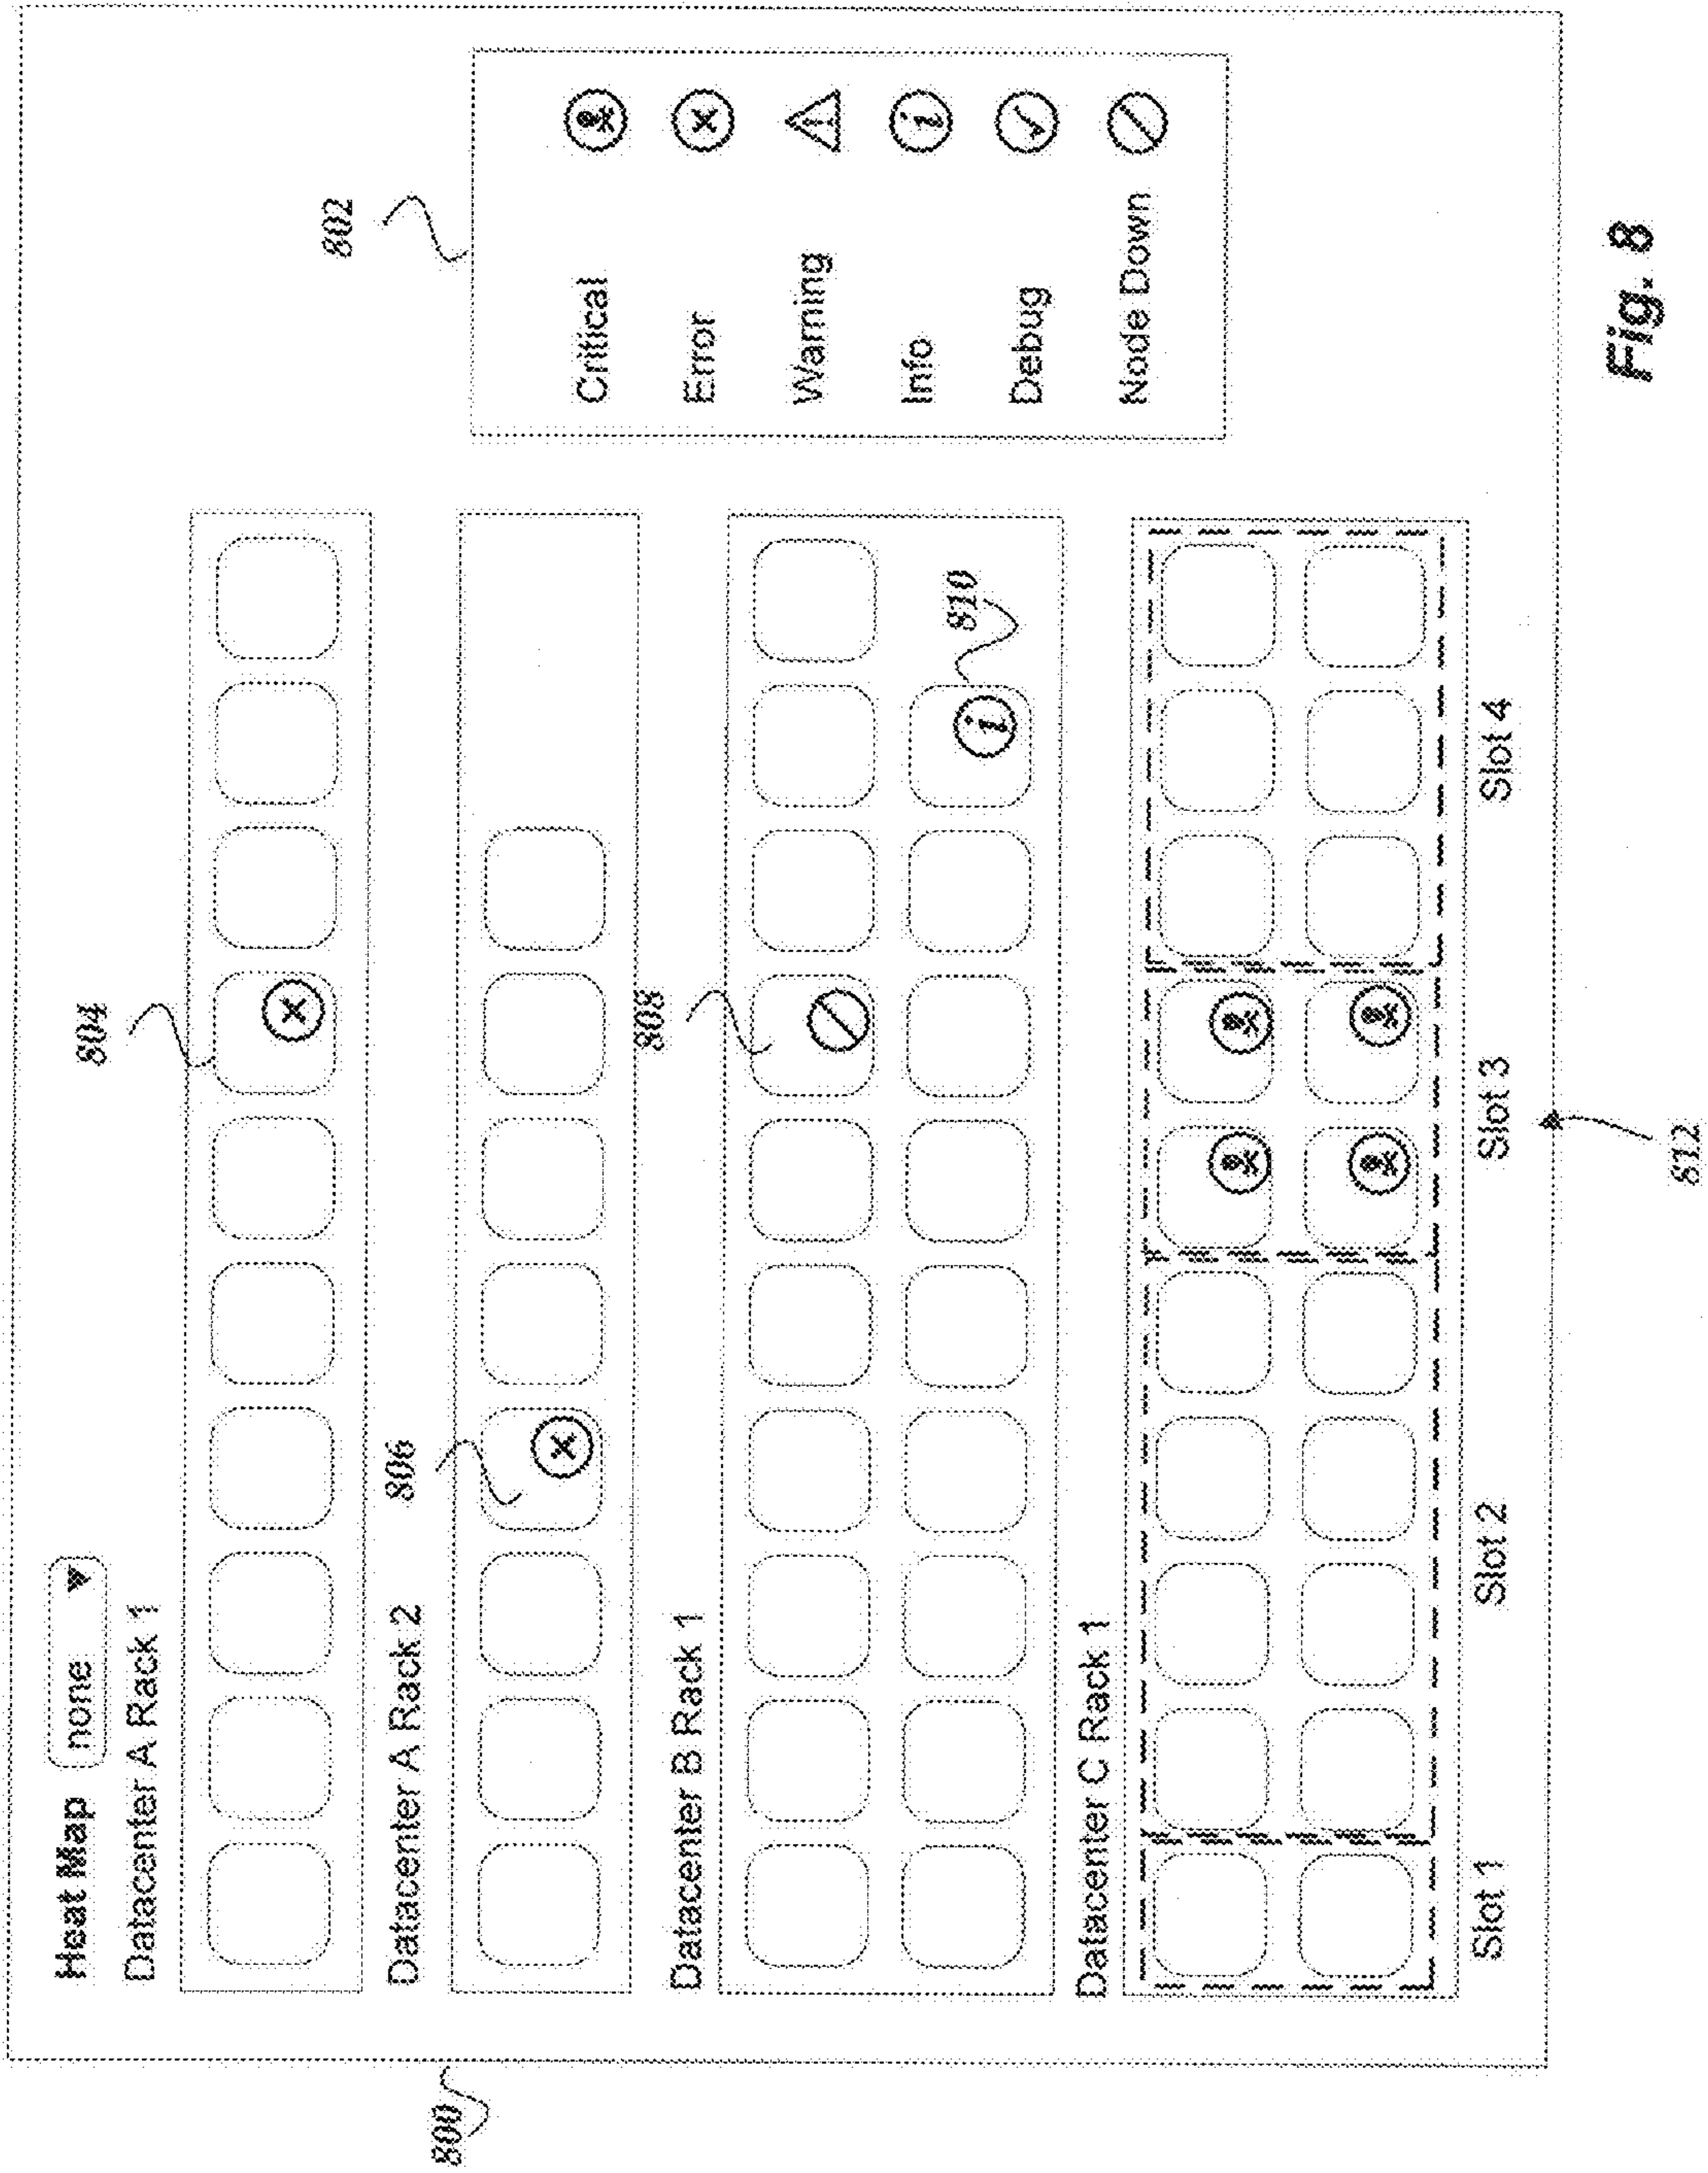 800
Heat Map none
Datacenter A Rack 1
804
Datacenter A Rack 2
806
Datacenter B Rack 1
808
810
Datacenter C Rack 1
Slot 1 Slot 2 Slot 3 Slot 4
812
802
Critical
Error
Warning
Info
Debug
Node Down
Fig. 8